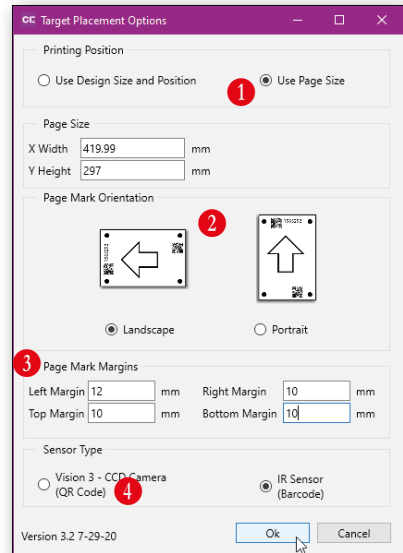 CC Target Placement Options
Printing Position
Use Design Size and Position
Use Page Size
1
Page Size
X Width 419.99 mm
Y Height 297 mm
Page Mark Orientation
2
Landscape
Portrait
3
Page Mark Margins
Left Margin 12 mm Right Margin 10 mm
Top Margin 10 mm Bottom Margin 10 mm
Sensor Type
Vision 3 - CCD Camera
(QR Code)
4
IR Sensor
(Barcode)
Version 3.2 7-29-20
Ok
Cancel